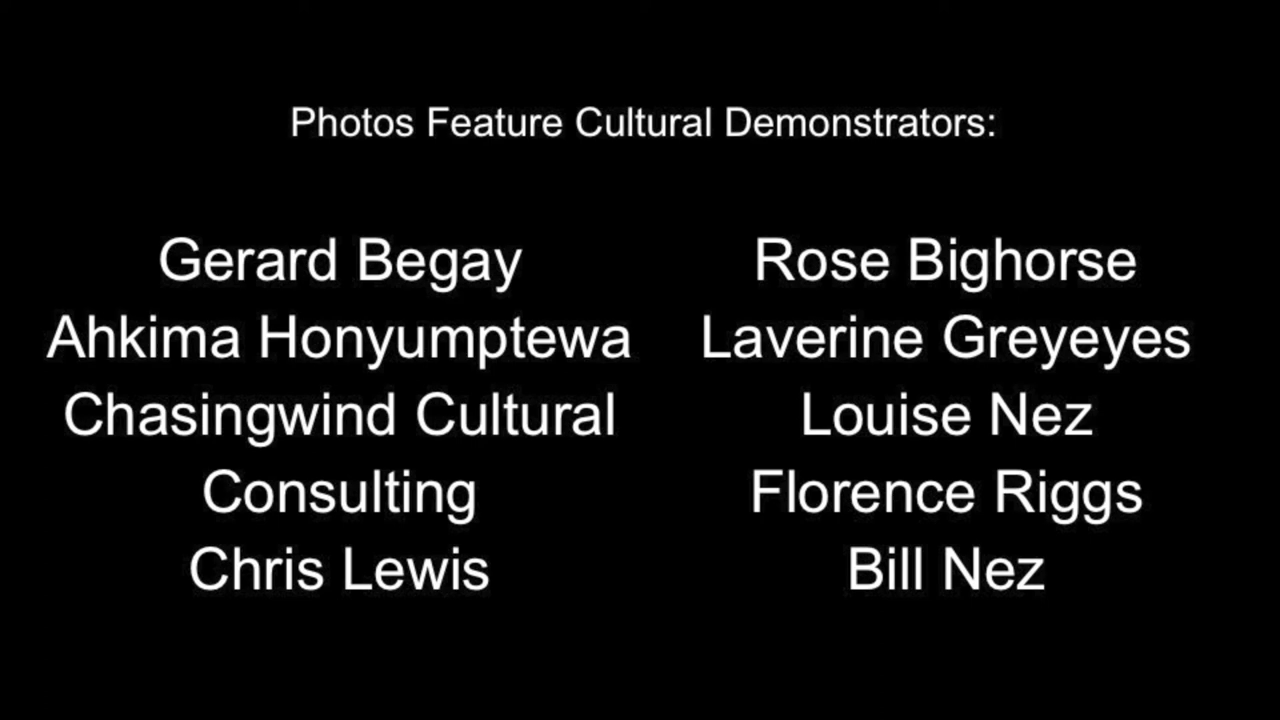 Photos Feature Cultural Demonstrators:
Gerard Begay
Ahkima Honyumptewa
Chasingwind Cultural
Consulting
Chris Lewis
Rose Bighorse
Laverine Greyeyes
Louise Nez
Florence Riggs
Bill Nez